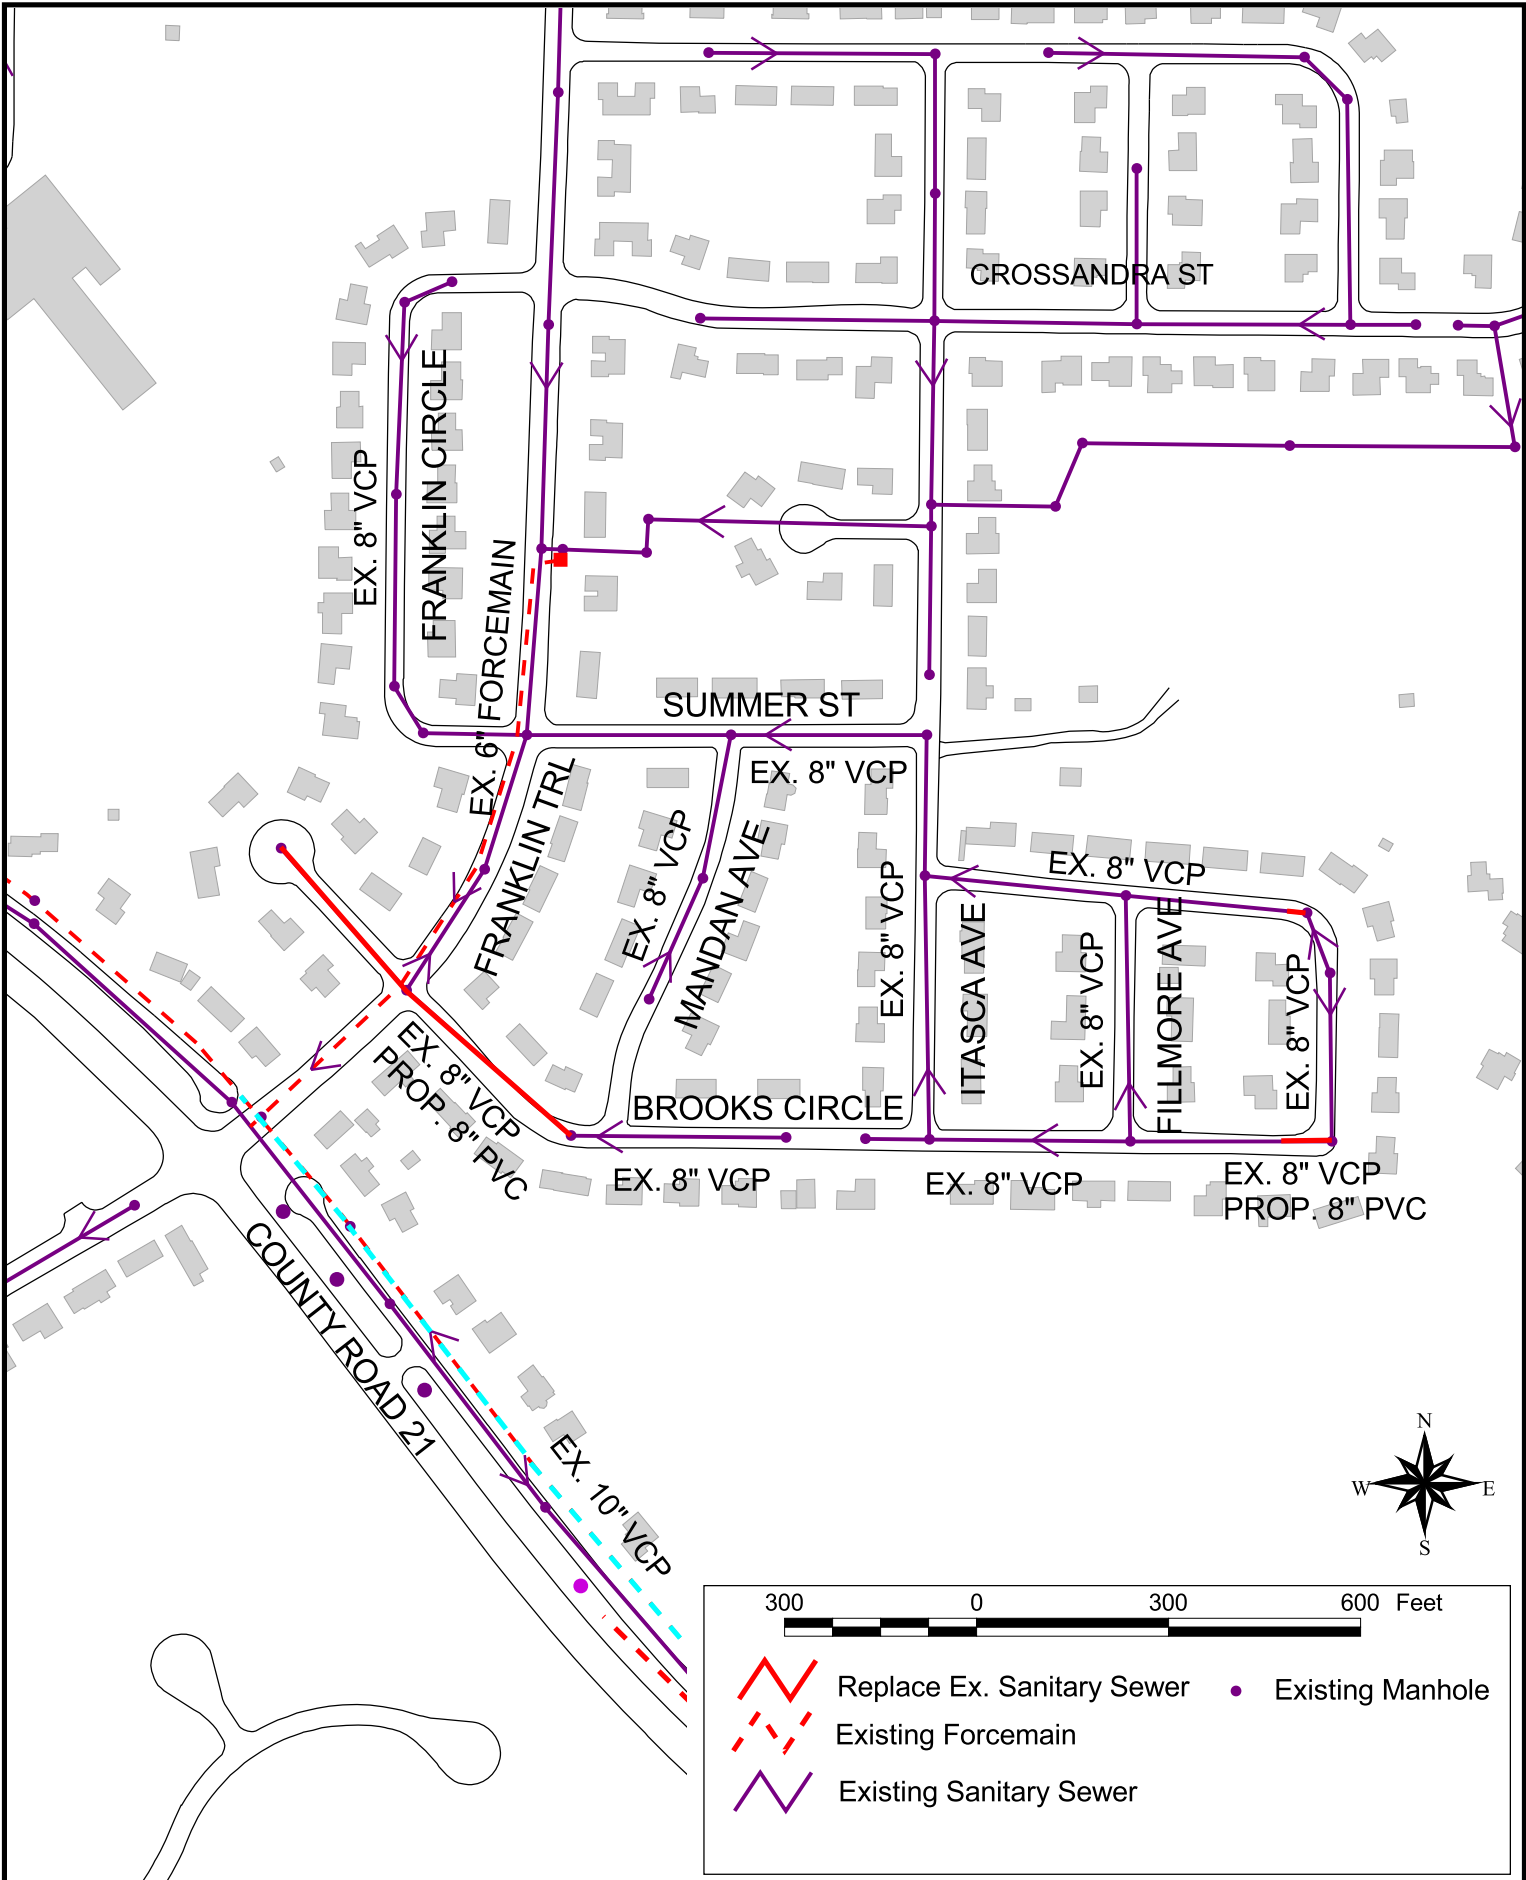 CROSSANDRA ST
FRANKLIN CIRCLE
EX. 8" VCP
EX. 6" FORCEMAIN
SUMMER ST
EX. 8" VCP
FRANKLIN TRL
EX. 8" VCP
MANDAN AVE
EX. 8" VCP
EX. 8" VCP
ITASCA AVE
EX. 8" VCP
FILLMORE AVE
EX. 8" VCP
EX. 8" VCP
PROP. 8" PVC
BROOKS CIRCLE
EX. 8" VCP
EX. 8" VCP
EX. 8" VCP
PROP. 8" PVC
COUNTY ROAD 21
EX. 10" VCP
N
W
E
S
300 0 300 600 Feet
Replace Ex. Sanitary Sewer
Existing Manhole
Existing Forcemain
Existing Sanitary Sewer